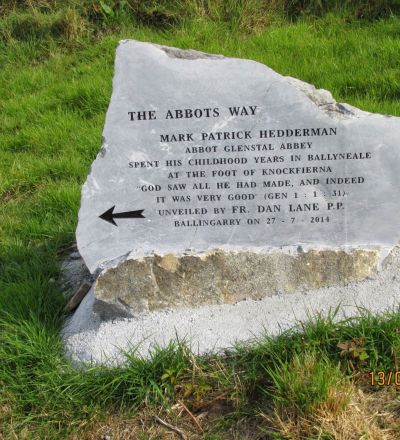 THE ABBOTS WAY
MARK PATRICK HEDDERMAN
ABBOT GLENSTAL ABBEY
SPENT HIS CHILDHOOD YEARS IN BALLYNEALE
AT THE FOOT OF KNOCKFIERNA
"GOD SAW ALL HE HAD MADE, AND INDEED
IT WAS VERY GOOD" (GEN 1 : 1 : 31)
UNVEILED BY FR. DAN LANE P.P.
BALLINGARRY ON 27 - 7 - 2014